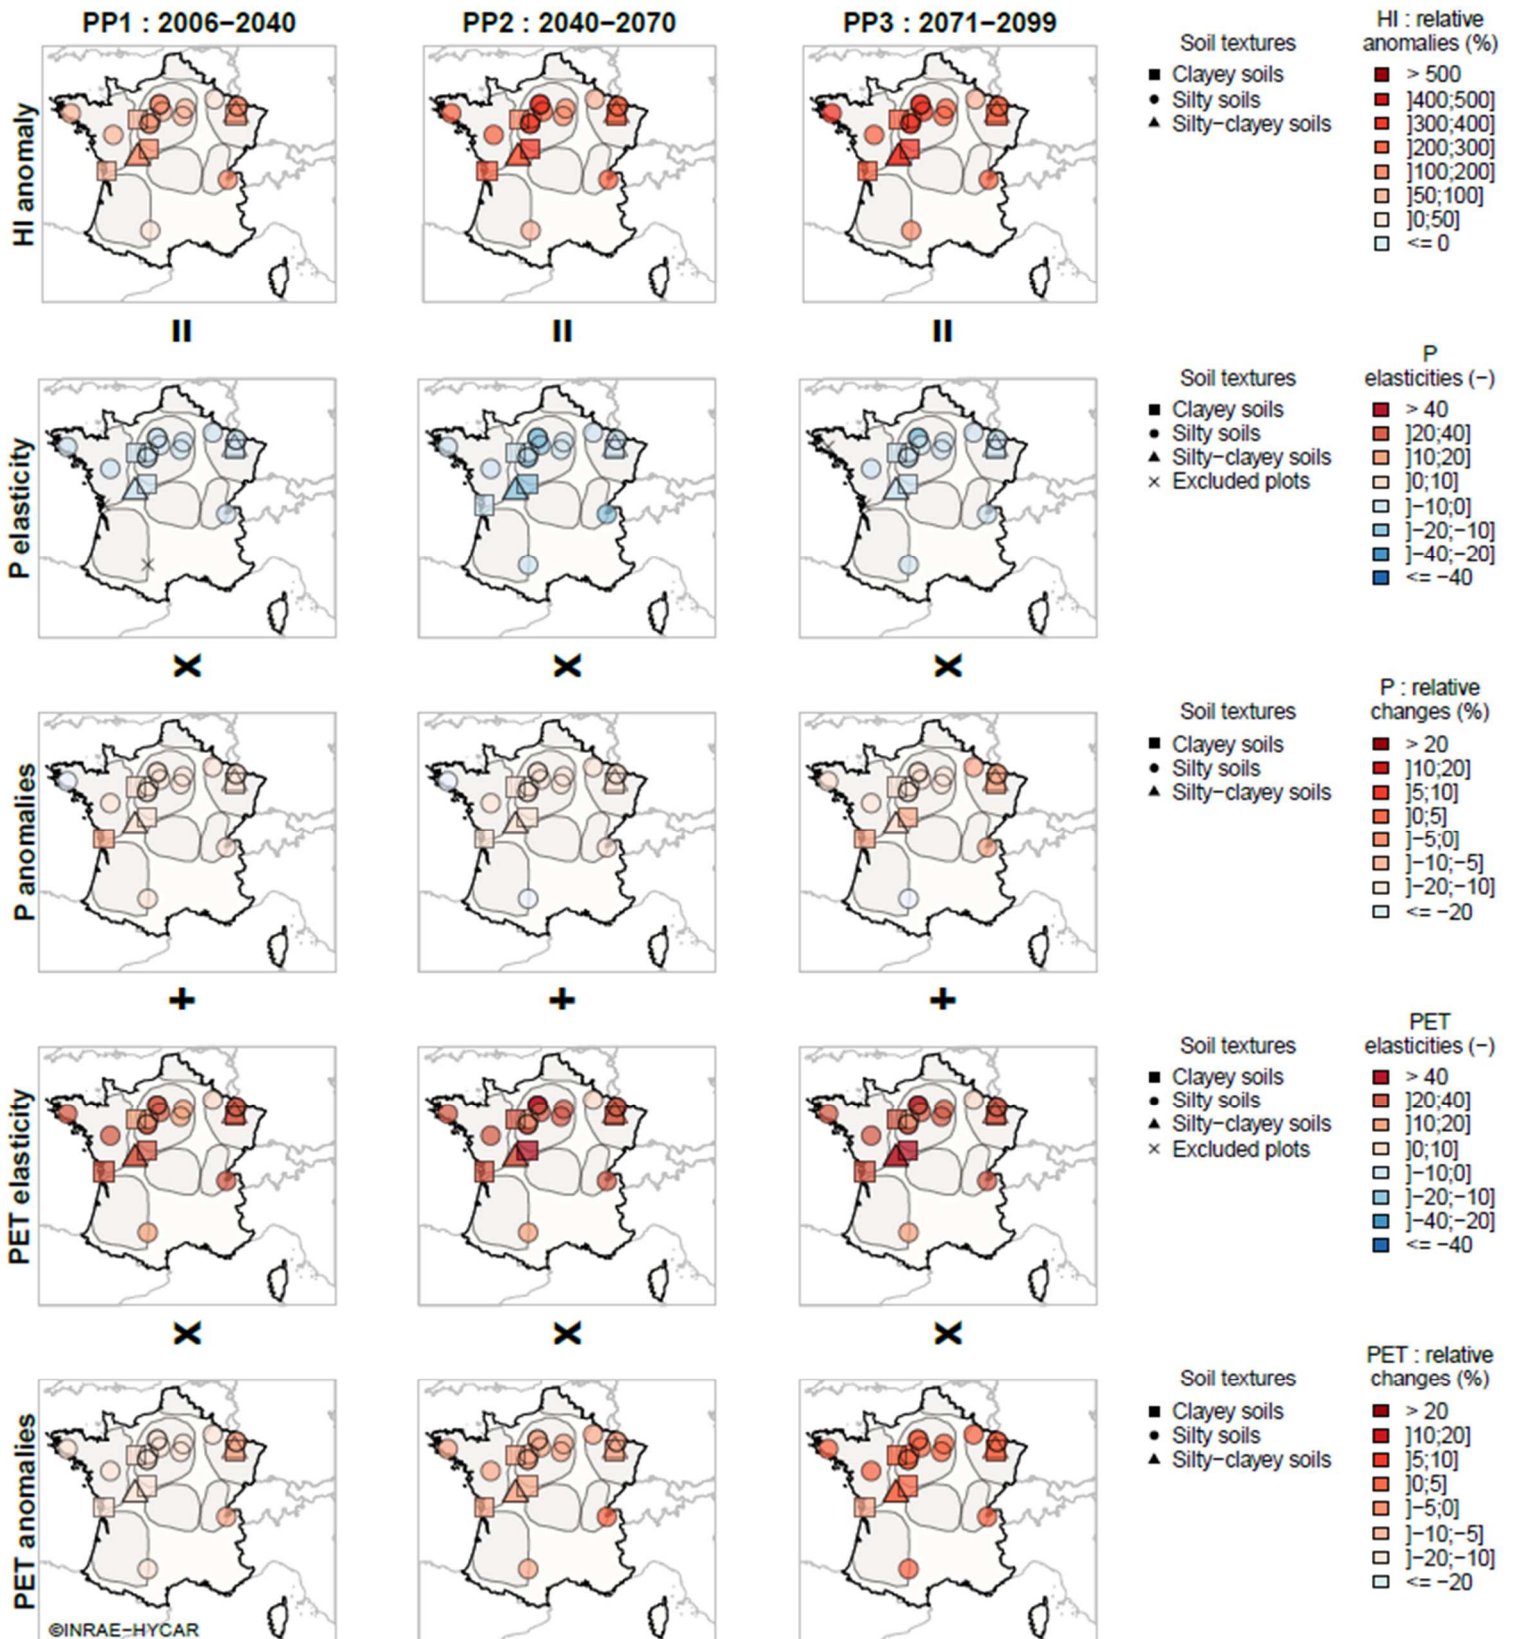 PP1 : 2006−2040
PP2 : 2040−2070
PP3 : 2071−2099
HI anomaly
Soil textures
■ Clayey soils
● Silty soils
▲ Silty−clayey soils
HI : relative
anomalies (%)
> 500
]400;500]
]300;400]
]200;300]
]100;200]
]50;100]
]0;50]
<= 0
= = =
P elasticity
Soil textures
■ Clayey soils
● Silty soils
▲ Silty−clayey soils
× Excluded plots
P
elasticities (−)
> 40
]20;40]
]10;20]
]0;10]
]−10;0]
]−20;−10]
]−40;−20]
<= −40
x x x
P anomalies
Soil textures
■ Clayey soils
● Silty soils
▲ Silty−clayey soils
P : relative
changes (%)
> 20
]10;20]
]5;10]
]0;5]
]−5;0]
]−10;−5]
]−20;−10]
<= −20
+ + +
PET elasticity
Soil textures
■ Clayey soils
● Silty soils
▲ Silty−clayey soils
× Excluded plots
PET
elasticities (−)
> 40
]20;40]
]10;20]
]0;10]
]−10;0]
]−20;−10]
]−40;−20]
<= −40
x x x
PET anomalies
Soil textures
■ Clayey soils
● Silty soils
▲ Silty−clayey soils
PET : relative
changes (%)
> 20
]10;20]
]5;10]
]0;5]
]−5;0]
]−10;−5]
]−20;−10]
<= −20
©INRAE−HYCAR